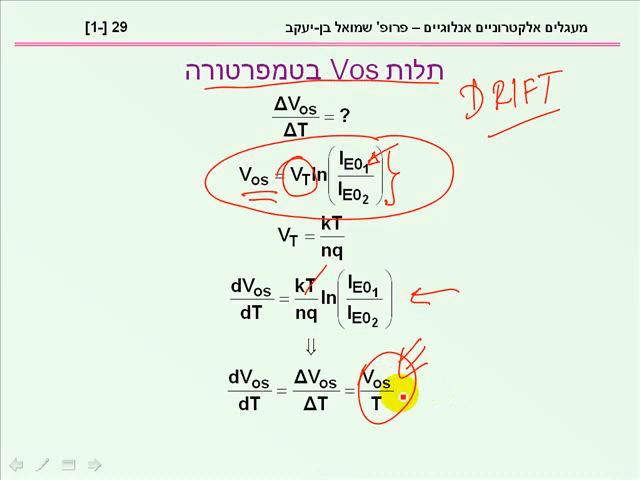 מעגלים אלקטרוניים אנלוגיים – פרופ' שמואל בן-יעקב 29 [-1]
תלות Vos בטמפרטורה
DRIFT
ΔVos/ΔT = ?
Vos = VT ln(IE01/IE02)
VT = kT/nq
dVos/dT = kT/nq ln(IE01/IE02)
⇓
dVos/dT = ΔVos/ΔT = Vos/T